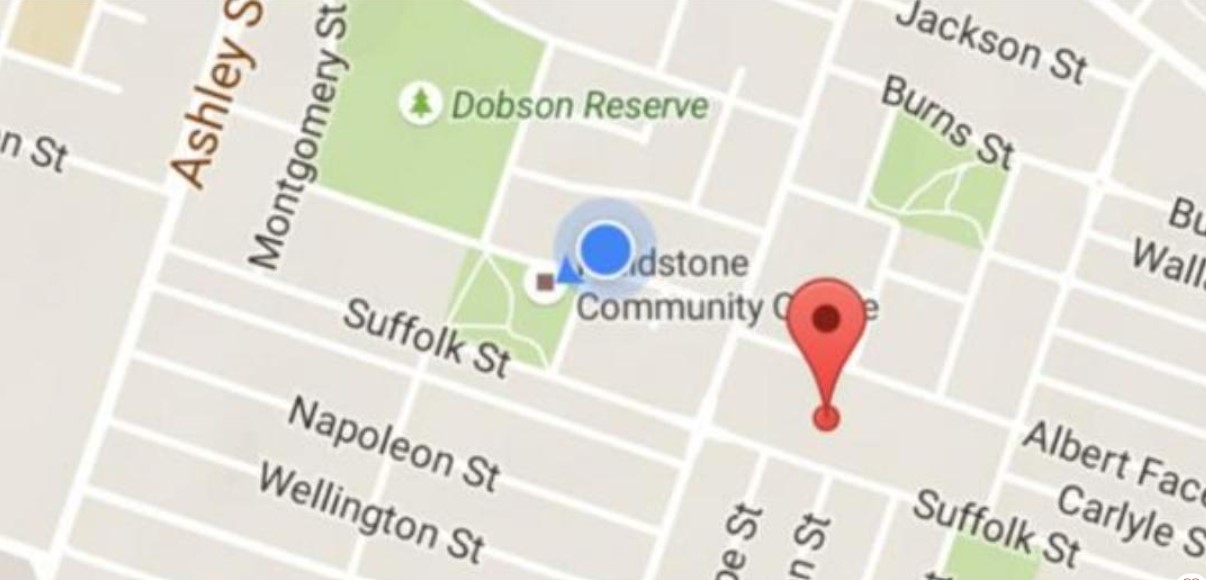 Jackson St
Ashley S
Montgomery St
Burns St
Dobson Reserve
n St
Bu
Wall
dstone
Community C e
Suffolk St
Napoleon St
Albert Face
Wellington St
Carlyle S
Suffolk St
pe St
n St
t